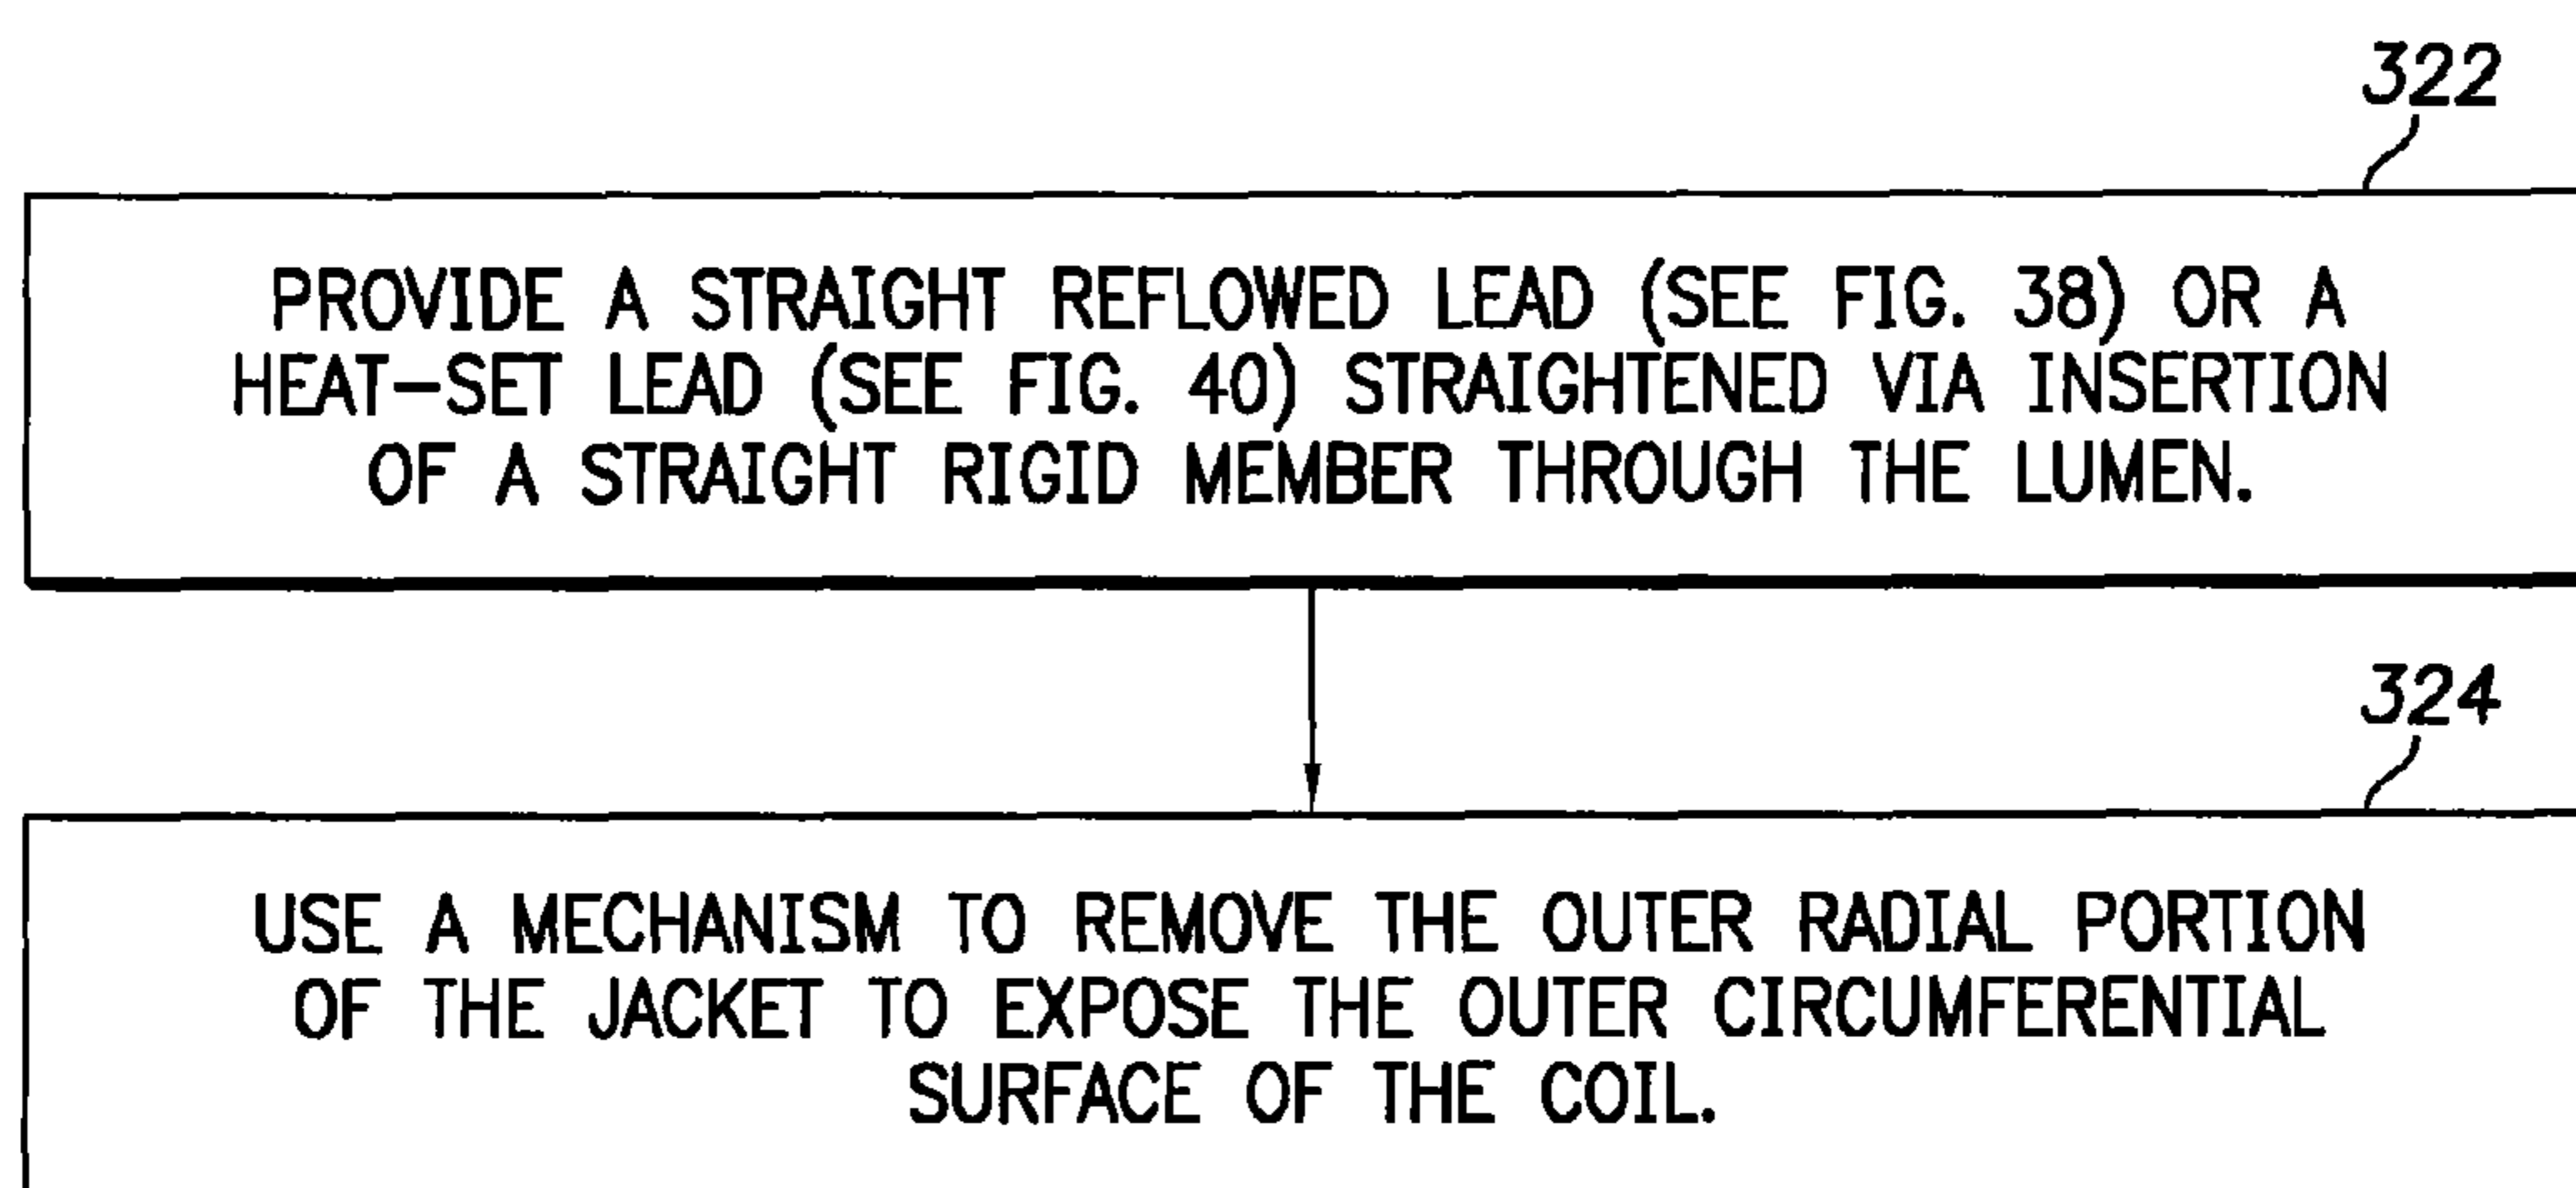 322
PROVIDE A STRAIGHT REFLOWED LEAD (SEE FIG. 38) OR A
HEAT-SET LEAD (SEE FIG. 40) STRAIGHTENED VIA INSERTION
OF A STRAIGHT RIGID MEMBER THROUGH THE LUMEN.
324
USE A MECHANISM TO REMOVE THE OUTER RADIAL PORTION
OF THE JACKET TO EXPOSE THE OUTER CIRCUMFERENTIAL
SURFACE OF THE COIL.